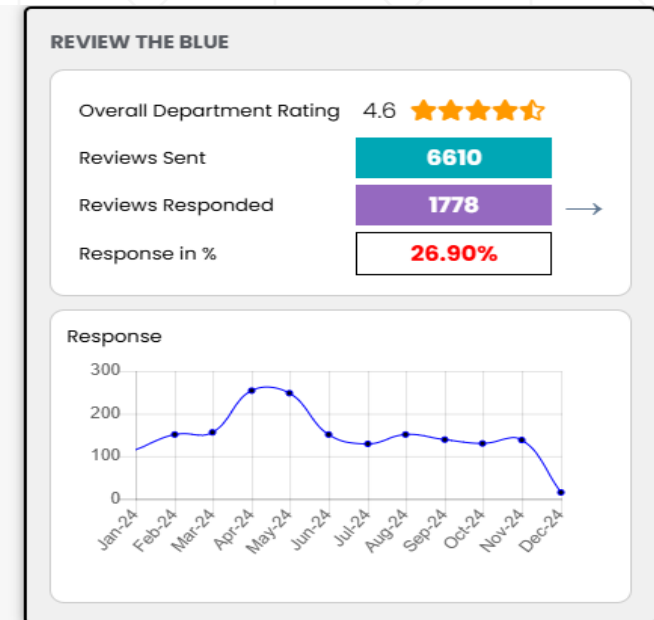 REVIEW THE BLUE
Overall Department Rating 4.6
Reviews Sent 6610
Reviews Responded 1778 →
Response in % 26.90%
Response
300
200
100
0
Jan-24 Feb-24 Mar-24 Apr-24 May-24 Jun-24 Jul-24 Aug-24 Sep-24 Oct-24 Nov-24 Dec-24